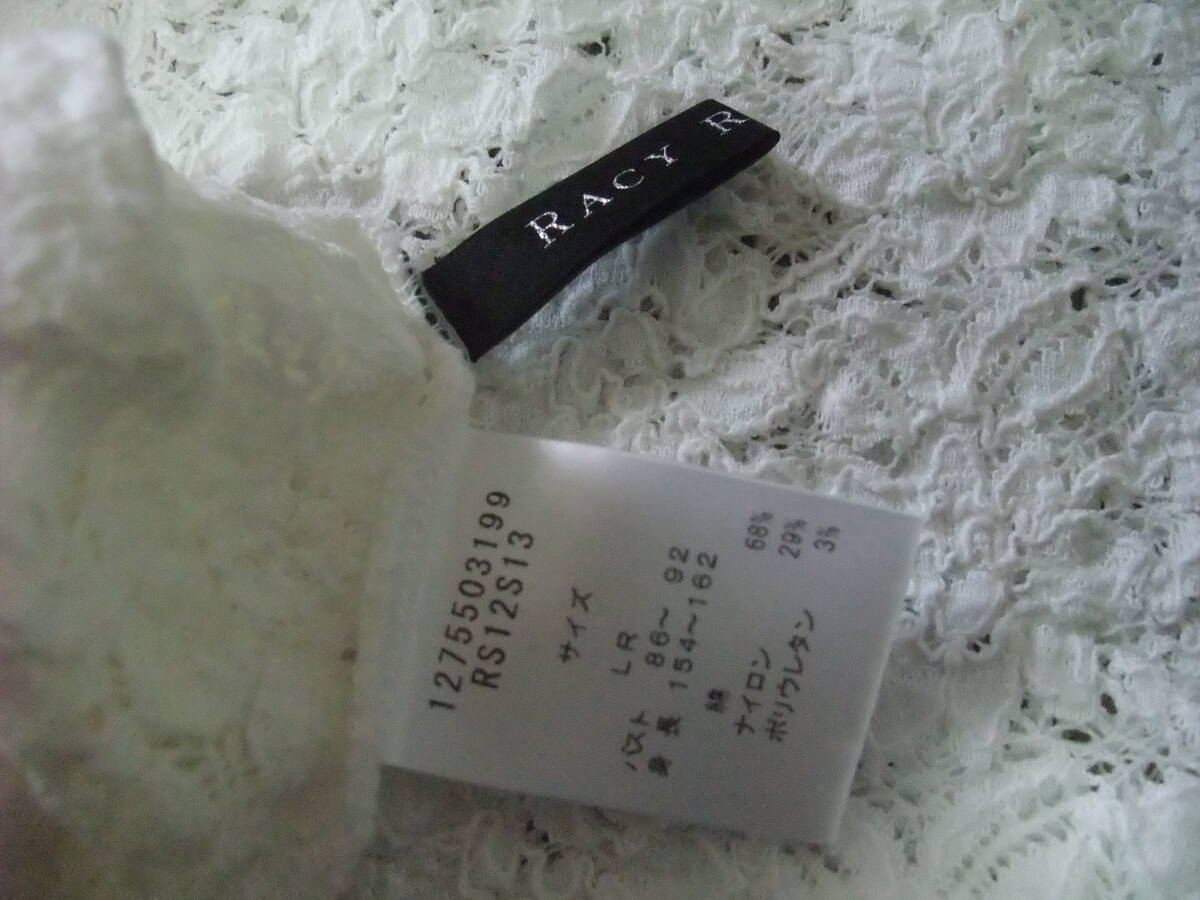 RACY R
1275503199
RS12S13
サイズ
LR
バスト 86～ 92
身長 154～162
綿 68%
ナイロン 29%
ポリウレタン 3%